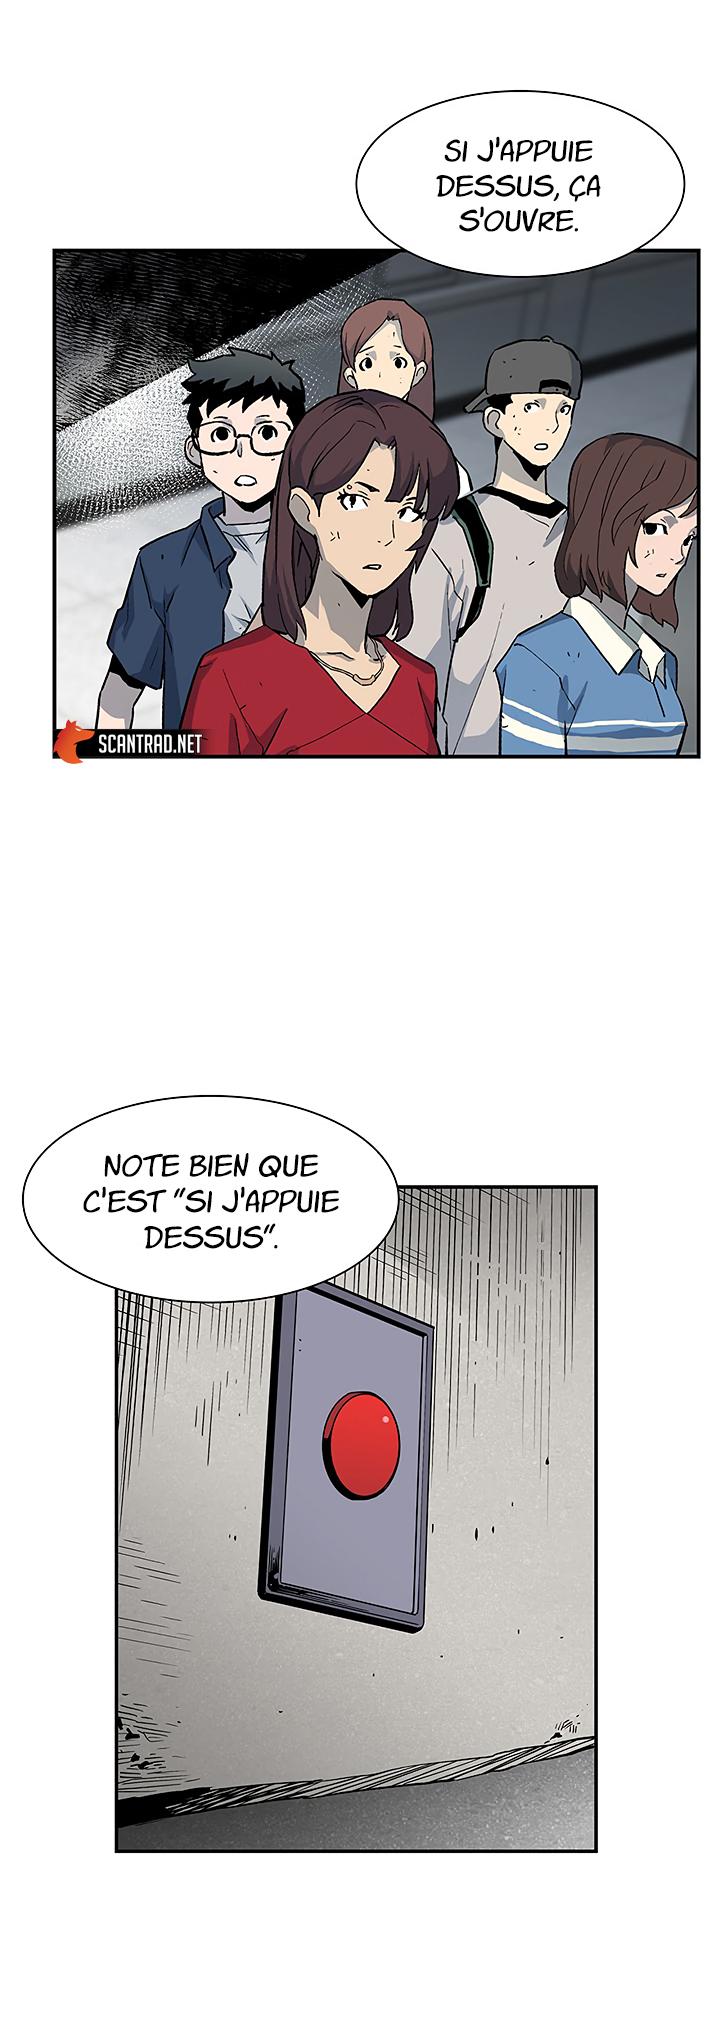 SI J'APPUIE
DESSUS, ÇA
S'OUVRE.
SCANTRAD.NET
NOTE BIEN QUE
C'EST "SI J'APPUIE
DESSUS".